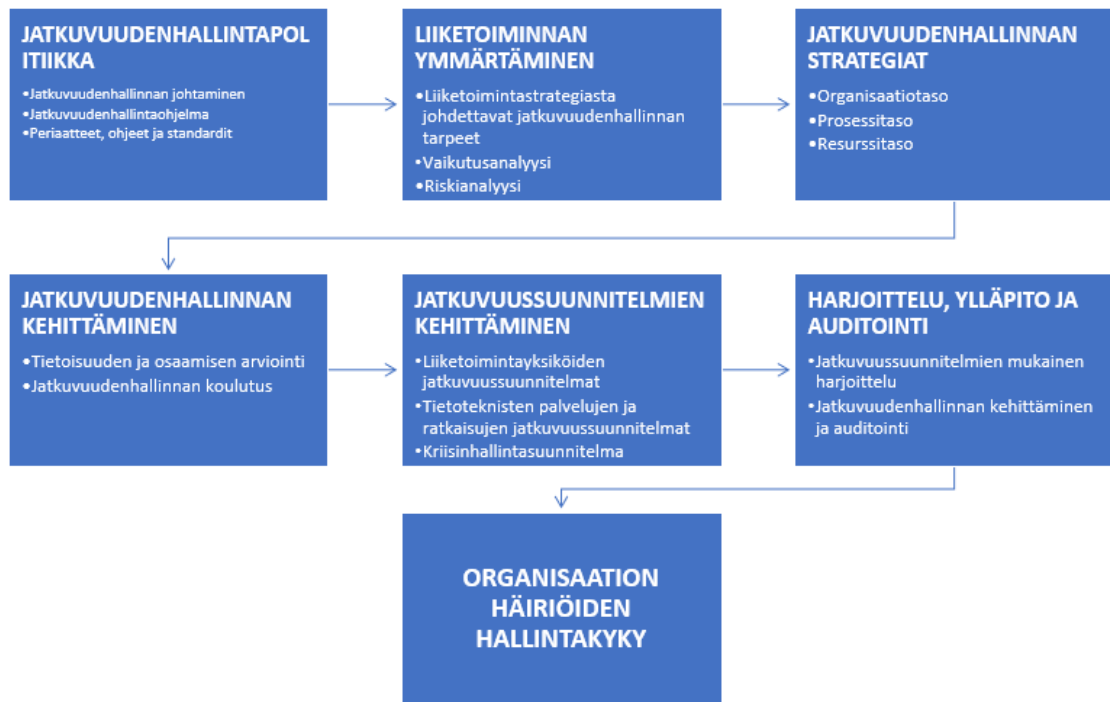 JATKUVUUDENHALLINTAPOL
ITIIKKA
•Jatkuvuudenhallinnan johtaminen
•Jatkuvuudenhallintaohjelma
•Periaatteet, ohjeet ja standardit
LIIKETOIMINNAN
YMMÄRTÄMINEN
•Liiketoimintastrategiasta
johdettavat jatkuvuudenhallinnan
tarpeet
•Vaikutusanalyysi
•Riskianalyysi
JATKUVUUDENHALLINNAN
STRATEGIAT
•Organisaatiotaso
•Prosessitaso
•Resurssitaso
JATKUVUUDENHALLINNAN
KEHITTÄMINEN
•Tietoisuuden ja osaamisen arviointi
•Jatkuvuudenhallinnan koulutus
JATKUVUUSSUUNNITELMIEN
KEHITTÄMINEN
•Liiketoimintayksiköiden
jatkuvuussuunnitelmat
•Tietoteknisten palvelujen ja
ratkaisujen jatkuvuussuunnitelmat
•Kriisinhallintasuunnitelma
HARJOITTELU, YLLÄPITO JA
AUDITOINTI
•Jatkuvuussuunnitelmien mukainen
harjoittelu
•Jatkuvuudenhallinnan kehittäminen
ja auditointi
ORGANISAATION
HÄIRIÖIDEN
HALLINTAKYKY